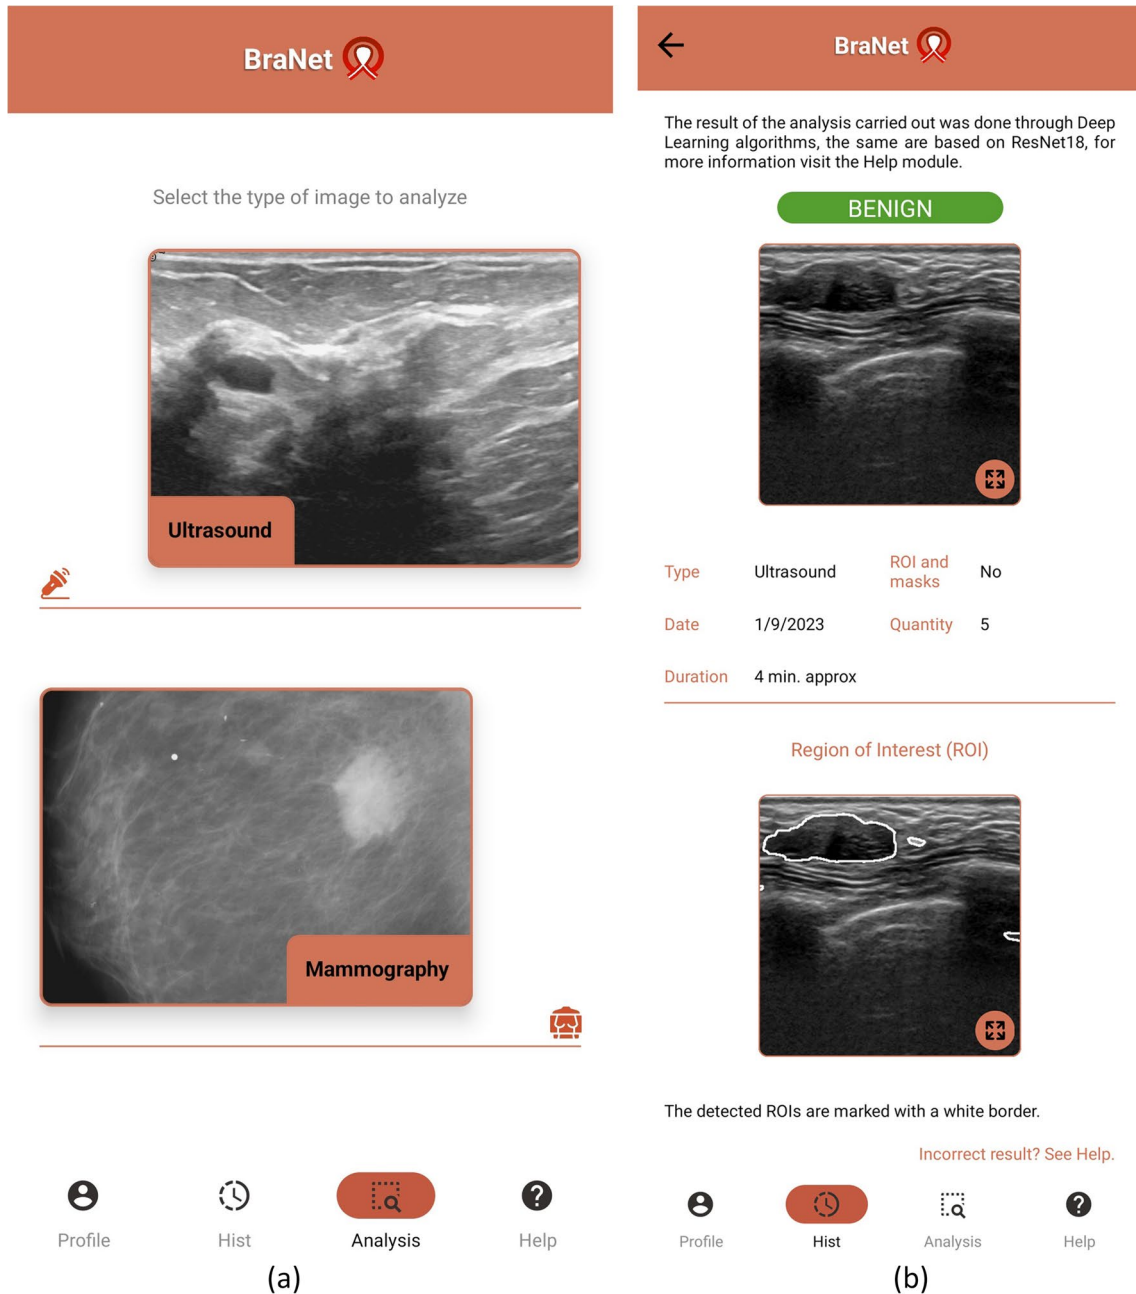 BraNet
Select the type of image to analyze
Ultrasound
Mammography
Profile
Hist
Analysis
Help
(a)
BraNet
The result of the analysis carried out was done through Deep
Learning algorithms, the same are based on ResNet18, for
more information visit the Help module.
BENIGN
Type
Ultrasound
ROI and
masks
No
Date
1/9/2023
Quantity
5
Duration
4 min. approx
Region of Interest (ROI)
The detected ROIs are marked with a white border.
Incorrect result? See Help.
Profile
Hist
Analysis
Help
(b)